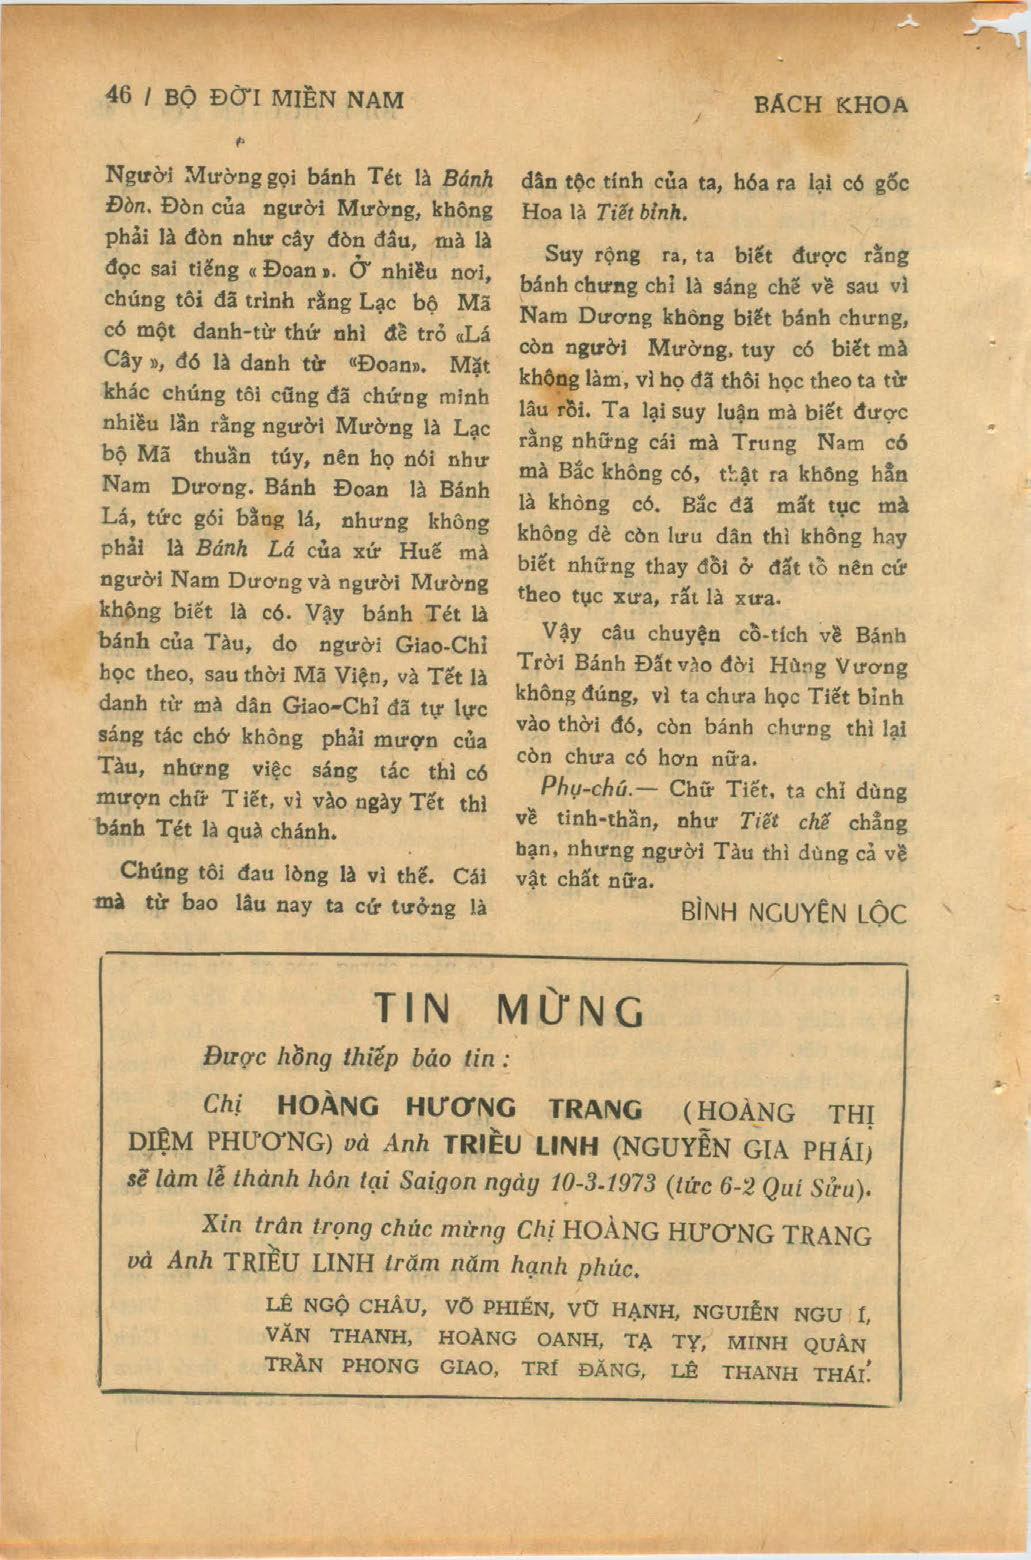 46 / BỘ ĐỜI MIỀN NAM
BÁCH KHOA
Người Mường gọi bánh Tét là Bánh
Đòn. Đòn của người Mường, không
phải là đòn như cây đòn đâu, mà là
đọc sai tiếng « Đoan ». Ở nhiều nơi,
chúng tôi đã trình rằng Lạc bộ Mã
có một danh-từ thứ nhì để trỏ «Lá
Cây », đó là danh từ «Đoan». Mặt
khác chúng tôi cũng đã chứng minh
nhiều lần rằng người Mường là Lạc
bộ Mã thuần túy, nên họ nói như
Nam Dương. Bánh Đoan là Bánh
Lá, tức gói bằng lá, nhưng không
phải là Bánh Lá của xứ Huế mà
người Nam Dương và người Mường
không biết là có. Vậy bánh Tét là
bánh của Tàu, do người Giao-Chỉ
học theo, sau thời Mã Viện, và Tết là
danh từ mà dân Giao-Chỉ đã tự lực
sáng tác chớ không phải mượn của
Tàu, nhưng việc sáng tác thì có
mượn chữ Tiết, vì vào ngày Tết thì
bánh Tét là quà chánh.
Chúng tôi đau lòng là vì thế. Cái
mà từ bao lâu nay ta cứ tưởng là
dân tộc tính của ta, hóa ra lại có gốc
Hoa là Tiết bỉnh.
Suy rộng ra, ta biết được rằng
bánh chưng chỉ là sáng chế về sau vì
Nam Dương không biết bánh chưng,
còn người Mường, tuy có biết mà
không làm, vì họ đã thôi học theo ta từ
lâu rồi. Ta lại suy luận mà biết được
rằng những cái mà Trung Nam có
mà Bắc không có, thật ra không hẳn
là không có. Bắc đã mất tục mà
không dè còn lưu dân thì không hay
biết những thay đổi ở đất tổ nên cứ
theo tục xưa, rất là xưa.
Vậy câu chuyện cổ-tích về Bánh
Trời Bánh Đất vào đời Hùng Vương
không đúng, vì ta chưa học Tiết bỉnh
vào thời đó, còn bánh chưng thì lại
còn chưa có hơn nữa.
Phụ-chú.— Chữ Tiết, ta chỉ dùng
về tinh-thần, như Tiết chế chẳng
hạn, nhưng người Tàu thì dùng cả về
vật chất nữa.
BÌNH NGUYÊN LỘC
TIN MỪNG
Được hồng thiếp báo tin :
Chị HOÀNG HƯƠNG TRANG (HOÀNG THỊ
DIỆM PHƯƠNG) và Anh TRIỀU LINH (NGUYỄN GIA PHÁI)
sẽ làm lễ thành hôn tại Saigon ngày 10-3-1973 (tức 6-2 Quí Sửu).
Xin trân trọng chúc mừng Chị HOÀNG HƯƠNG TRANG
và Anh TRIỀU LINH trăm năm hạnh phúc.
LÊ NGỘ CHÂU, VÕ PHIẾN, VŨ HẠNH, NGUIỄN NGU Í,
VĂN THANH, HOÀNG OANH, TẠ TỴ, MINH QUÂN
TRẦN PHONG GIAO, TRÍ ĐĂNG, LÊ THANH THÁI.